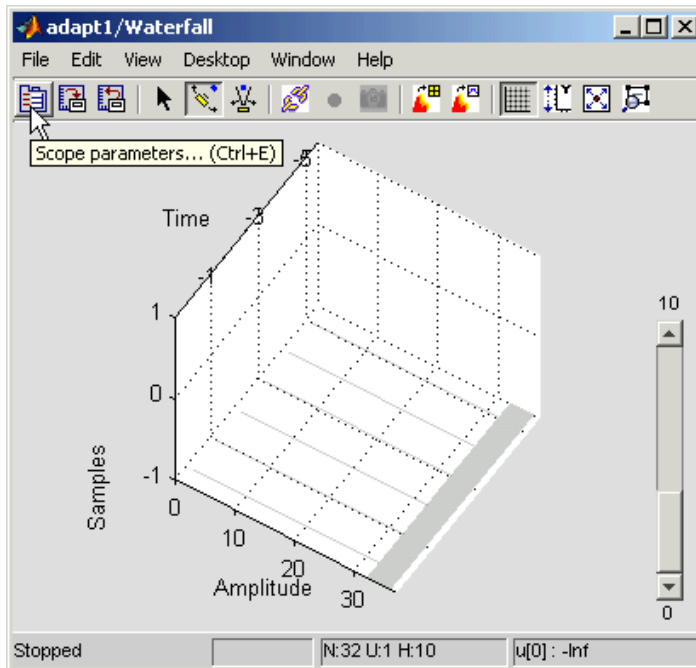 adapt1/Waterfall
File Edit View Desktop Window Help
Scope parameters... (Ctrl+E)
-5
Time
-3
-1
1
0
-1
Samples
0
10
20
30
Amplitude
10
0
Stopped
N:32 U:1 H:10
u[0] : -Inf